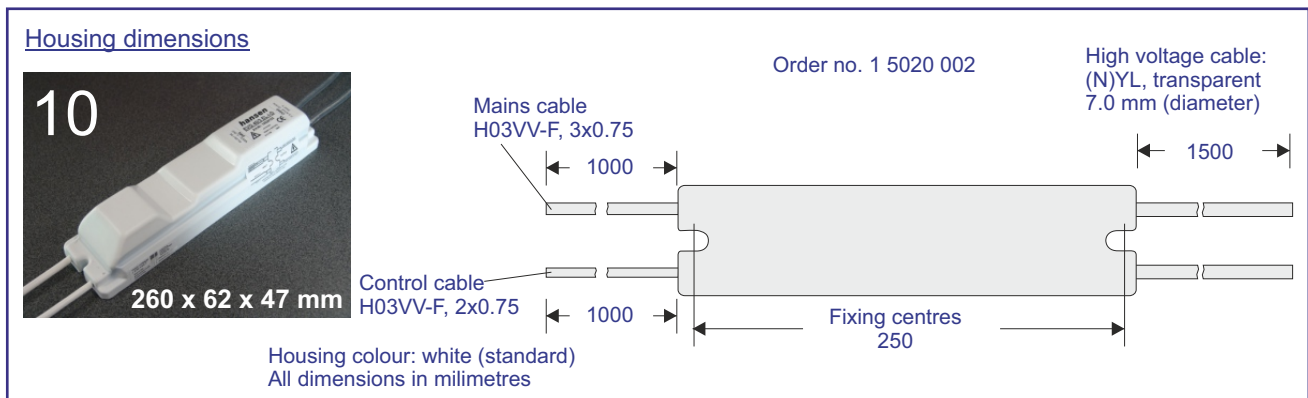 Housing dimensions
10
hansen
260 x 62 x 47 mm
Order no. 1 5020 002
High voltage cable:
(N)YL, transparent
7.0 mm (diameter)
Mains cable
H03VV-F, 3x0.75
1000
1500
Control cable
H03VV-F, 2x0.75
1000
Fixing centres
250
Housing colour: white (standard)
All dimensions in milimetres